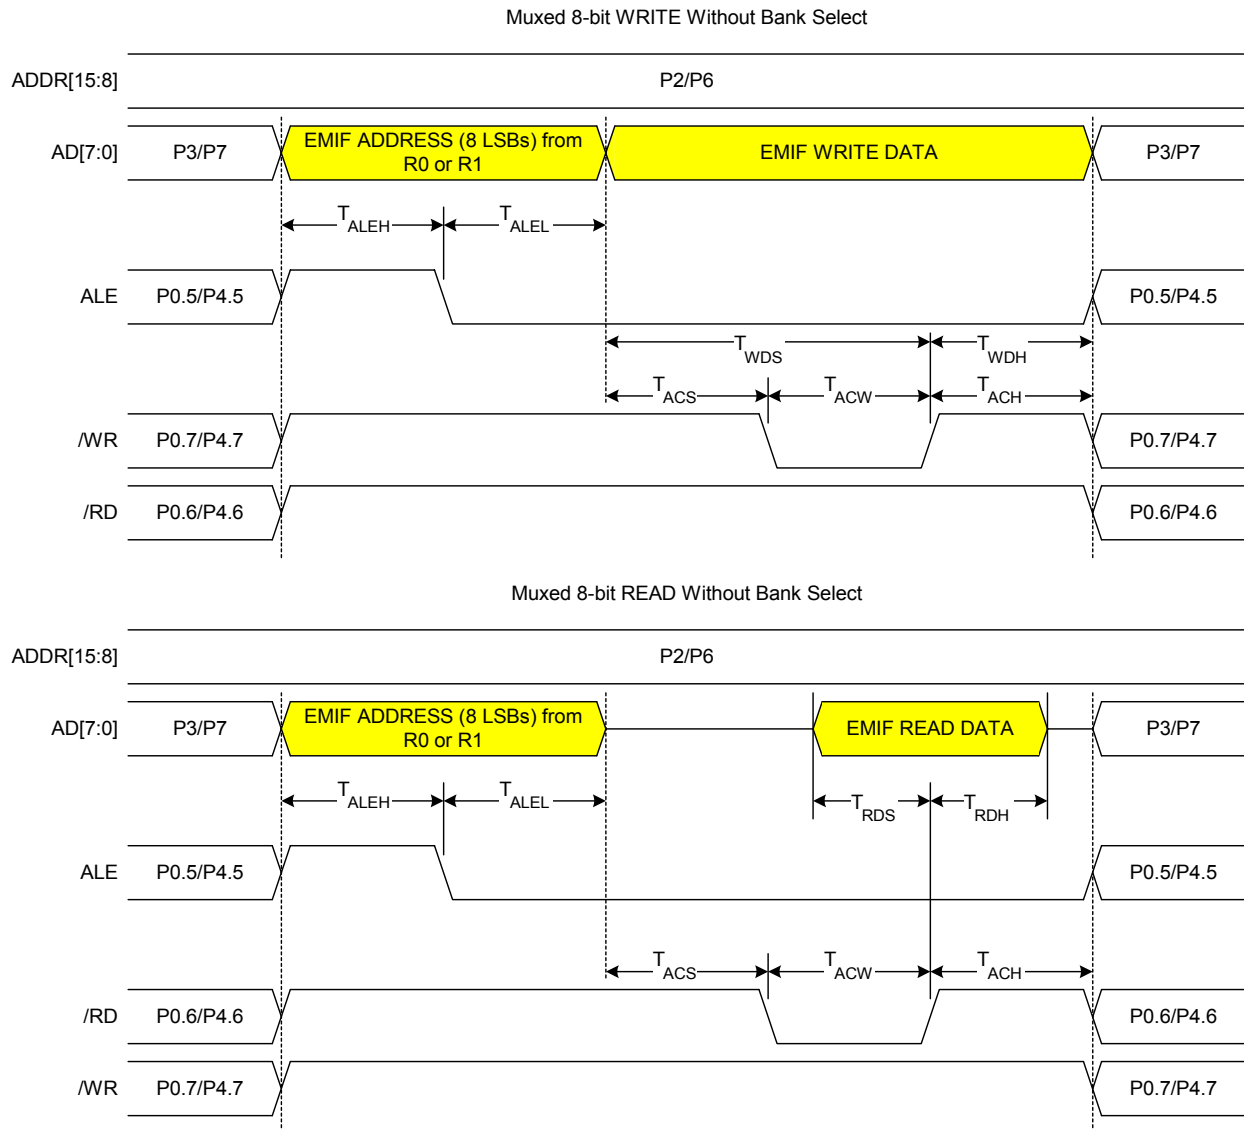 Muxed 8-bit WRITE Without Bank Select
ADDR[15:8] P2/P6
AD[7:0] P3/P7 EMIF ADDRESS (8 LSBs) from
R0 or R1 EMIF WRITE DATA P3/P7
TALEH TALEL
ALE P0.5/P4.5 P0.5/P4.5
TWDS TWDH
TACS TACW TACH
/WR P0.7/P4.7 P0.7/P4.7
/RD P0.6/P4.6 P0.6/P4.6
Muxed 8-bit READ Without Bank Select
ADDR[15:8] P2/P6
AD[7:0] P3/P7 EMIF ADDRESS (8 LSBs) from
R0 or R1 EMIF READ DATA P3/P7
TALEH TALEL TRDS TRDH
ALE P0.5/P4.5 P0.5/P4.5
TACS TACW TACH
/RD P0.6/P4.6 P0.6/P4.6
/WR P0.7/P4.7 P0.7/P4.7